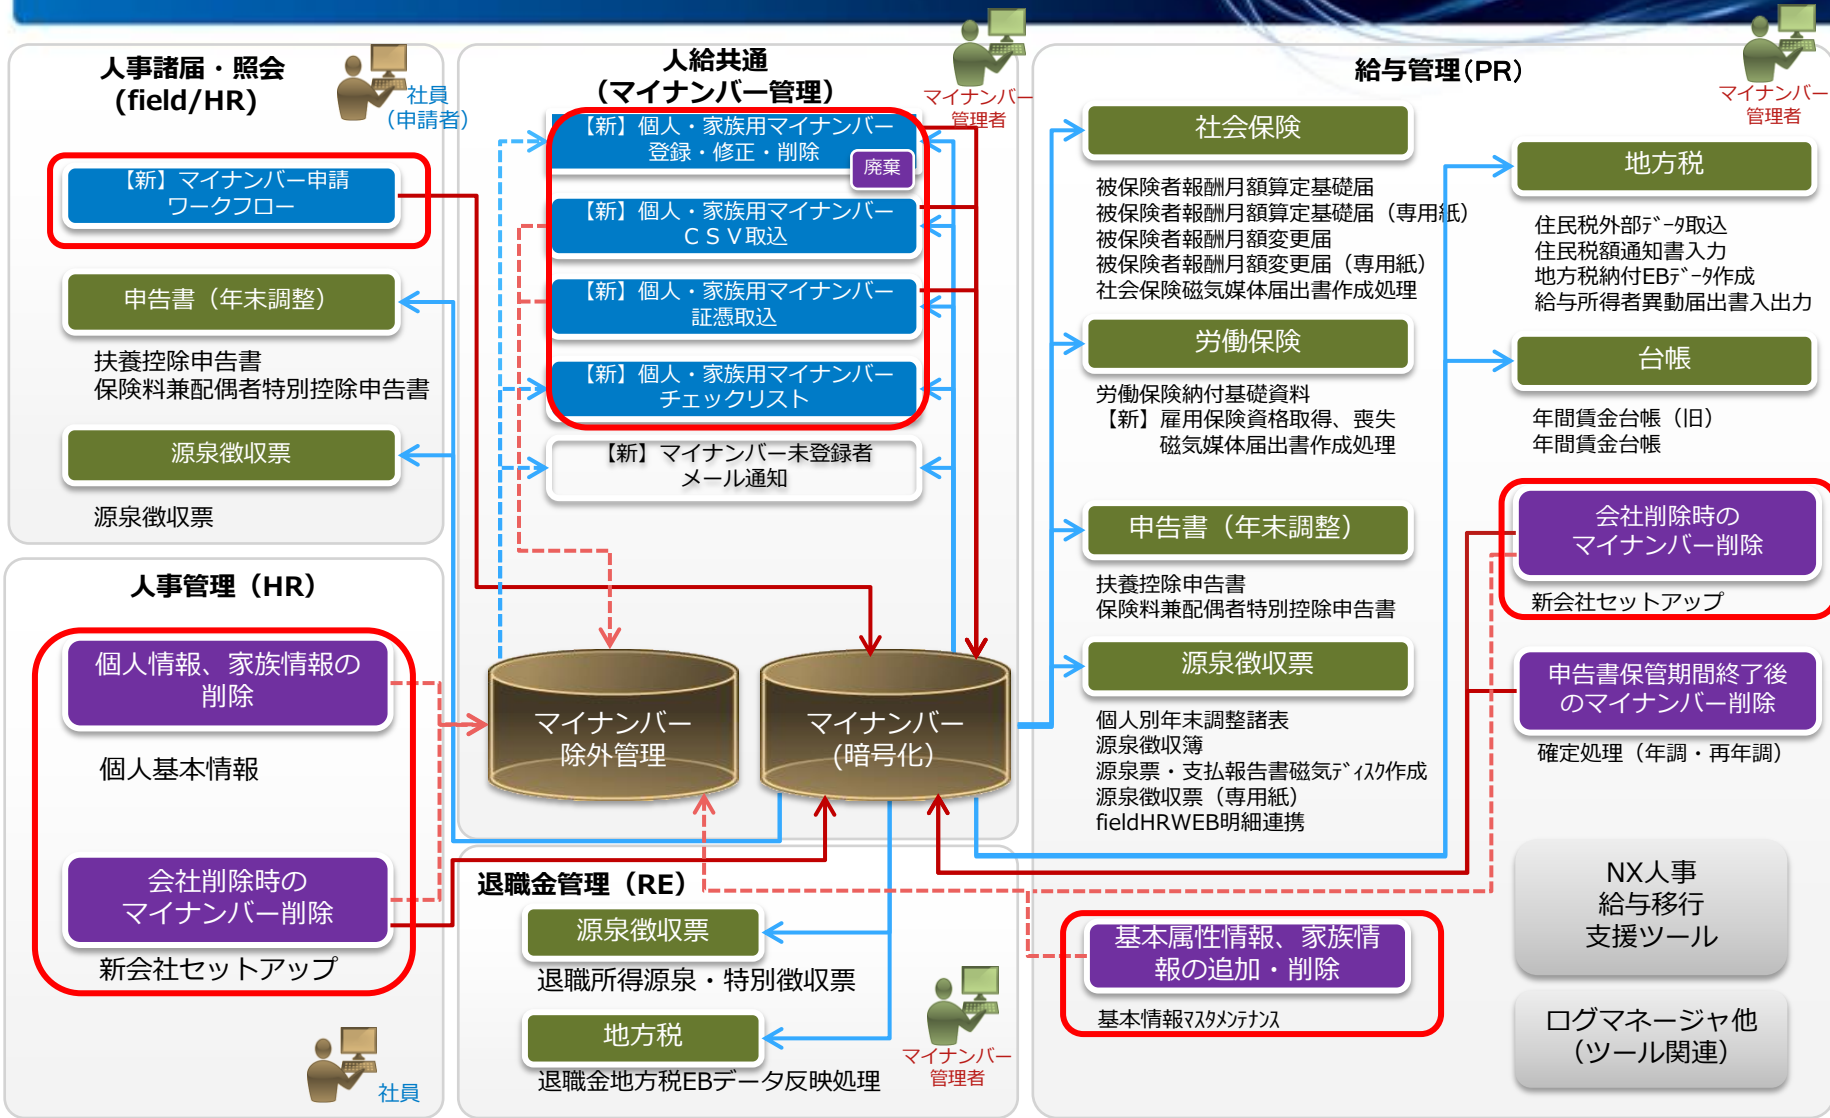 人事諸届・照会
(field/HR)
社員
（申請者）
【新】マイナンバー申請
ワークフロー
申告書（年末調整）
扶養控除申告書
保険料兼配偶者特別控除申告書
源泉徴収票
源泉徴収票
人事管理（HR）
個人情報、家族情報の
削除
個人基本情報
会社削除時の
マイナンバー削除
新会社セットアップ
社員
人給共通
（マイナンバー管理）
マイナンバー
管理者
【新】個人・家族用マイナンバー
登録・修正・削除
廃棄
【新】個人・家族用マイナンバー
ＣＳＶ取込
【新】個人・家族用マイナンバー
証憑取込
【新】個人・家族用マイナンバー
チェックリスト
【新】マイナンバー未登録者
メール通知
マイナンバー
除外管理
マイナンバー
(暗号化）
退職金管理（RE）
源泉徴収票
退職所得源泉・特別徴収票
地方税
退職金地方税EBデータ反映処理
マイナンバー
管理者
給与管理（PR）
マイナンバー
管理者
社会保険
被保険者報酬月額算定基礎届
被保険者報酬月額算定基礎届（専用紙）
被保険者報酬月額変更届
被保険者報酬月額変更届（専用紙）
社会保険磁気媒体届出書作成処理
労働保険
労働保険納付基礎資料
【新】雇用保険資格取得、喪失
磁気媒体届出書作成処理
申告書（年末調整）
扶養控除申告書
保険料兼配偶者特別控除申告書
源泉徴収票
個人別年末調整諸表
源泉徴収簿
源泉票・支払報告書磁気ﾃﾞｨｽｸ作成
源泉徴収票（専用紙）
fieldHRWEB明細連携
基本属性情報、家族情
報の追加・削除
基本情報ﾏｽﾀﾒﾝﾃﾅﾝｽ
地方税
住民税外部ﾃﾞｰﾀ取込
住民税額通知書入力
地方税納付EBﾃﾞｰﾀ作成
給与所得者異動届出書入出力
台帳
年間賃金台帳（旧）
年間賃金台帳
会社削除時の
マイナンバー削除
新会社セットアップ
申告書保管期間終了後
のマイナンバー削除
確定処理（年調・再年調）
NX人事
給与移行
支援ツール
ログマネージャ他
（ツール関連）